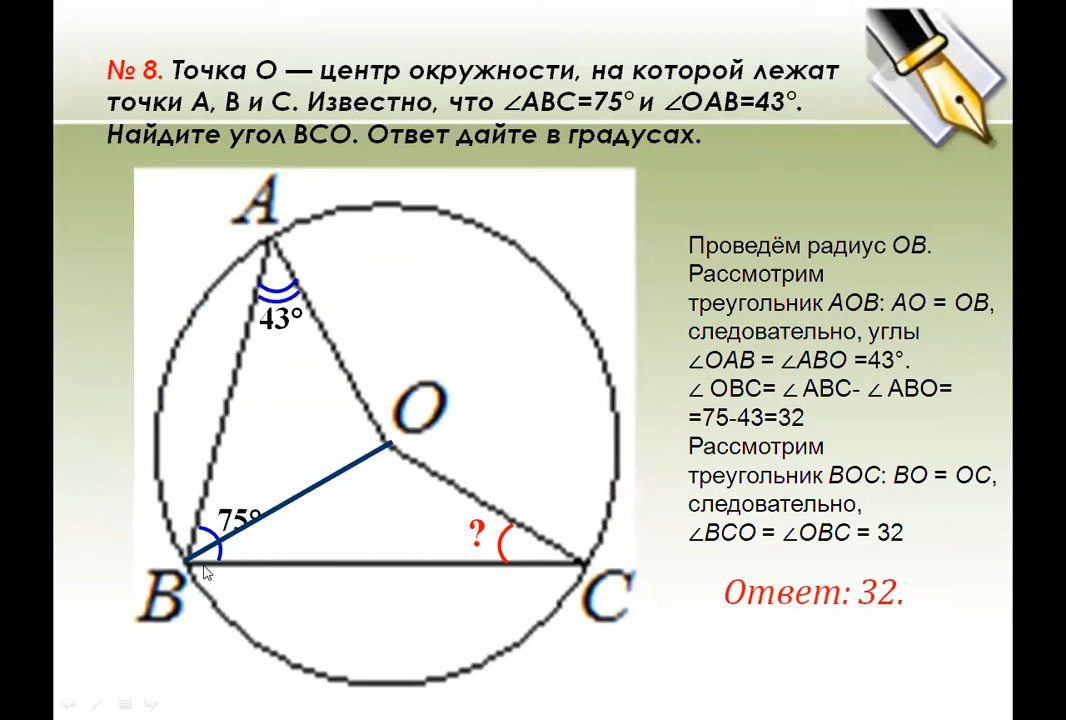 № 8. Точка О — центр окружности, на которой лежат
точки А, В и С. Известно, что ∠ABC=75° и ∠OAB=43°.
Найдите угол ВСО. Ответ дайте в градусах.
A
43°
O
75°
?
B
C
Проведём радиус OB.
Рассмотрим
треугольник AOB: AO = OB,
следовательно, углы
∠OAB = ∠ABO =43°.
∠ OBC= ∠ ABC- ∠ ABO=
=75-43=32
Рассмотрим
треугольник BOC: BO = OC,
следовательно,
∠BCO = ∠OBC = 32
Ответ: 32.